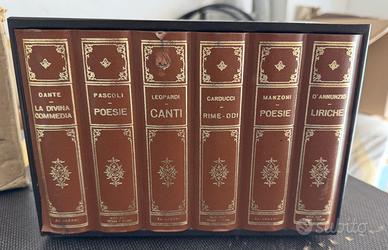 DANTE
LA DIVINA
COMMEDIA
PASCOLI
POESIE
LEOPARDI
CANTI
CARDUCCI
RIME - ODI
MANZONI
POESIE
D'ANNUNZIO
LIRICHE
subito